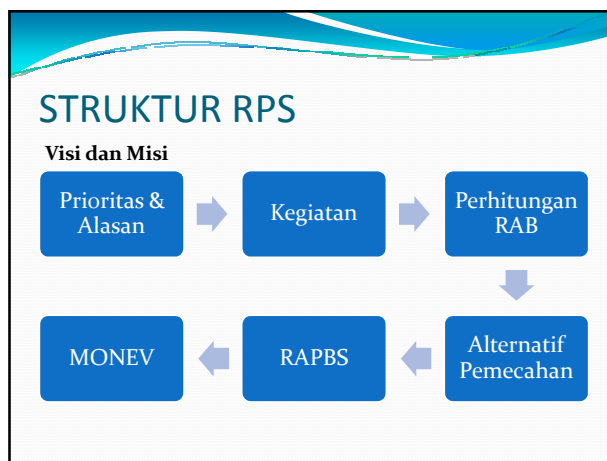 STRUKTUR RPS
Visi dan Misi
Prioritas &
Alasan
Kegiatan
Perhitungan
RAB
Alternatif
Pemecahan
RAPBS
MONEV